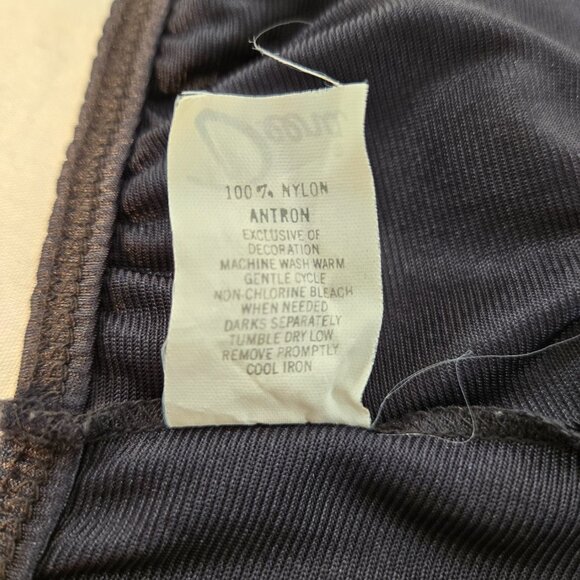 100% NYLON
ANTRON
EXCLUSIVE OF
DECORATION
MACHINE WASH WARM
GENTLE CYCLE
NON-CHLORINE BLEACH
WHEN NEEDED
DARKS SEPARATELY
TUMBLE DRY LOW
REMOVE PROMPTLY
COOL IRON